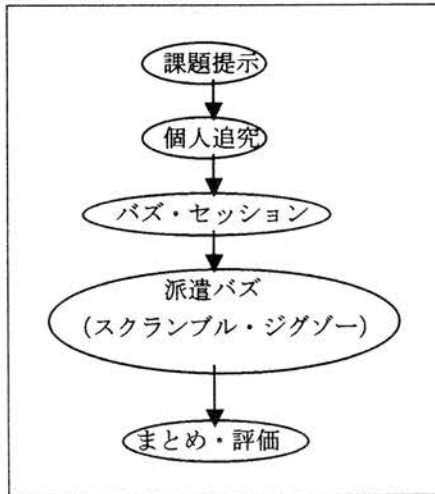 課題提示
個人追究
バズ・セッション
派遣バズ
(スクランブル・ジグゾー)
まとめ・評価